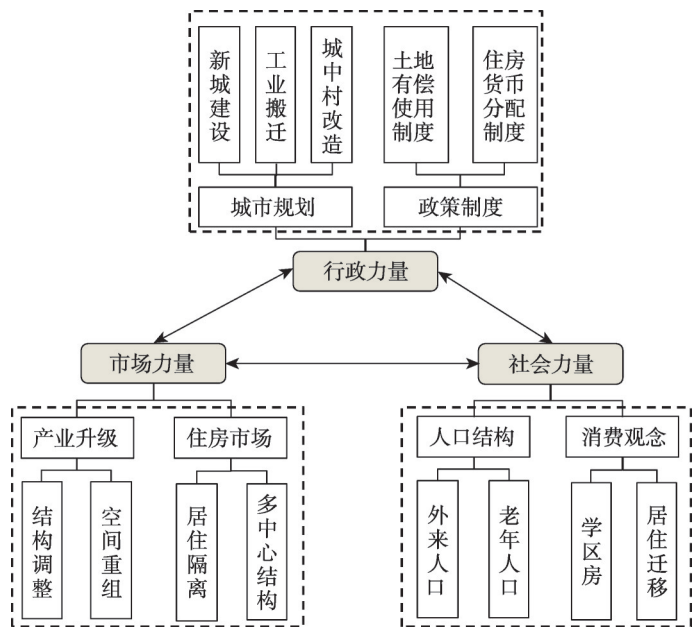 新城建设
工业搬迁
城中村改造
土地有偿使用制度
住房货币分配制度
城市规划
政策制度
行政力量
市场力量
社会力量
产业升级
住房市场
人口结构
消费观念
结构调整
空间重组
居住隔离
多中心结构
外来人口
老年人口
学区房
居住迁移